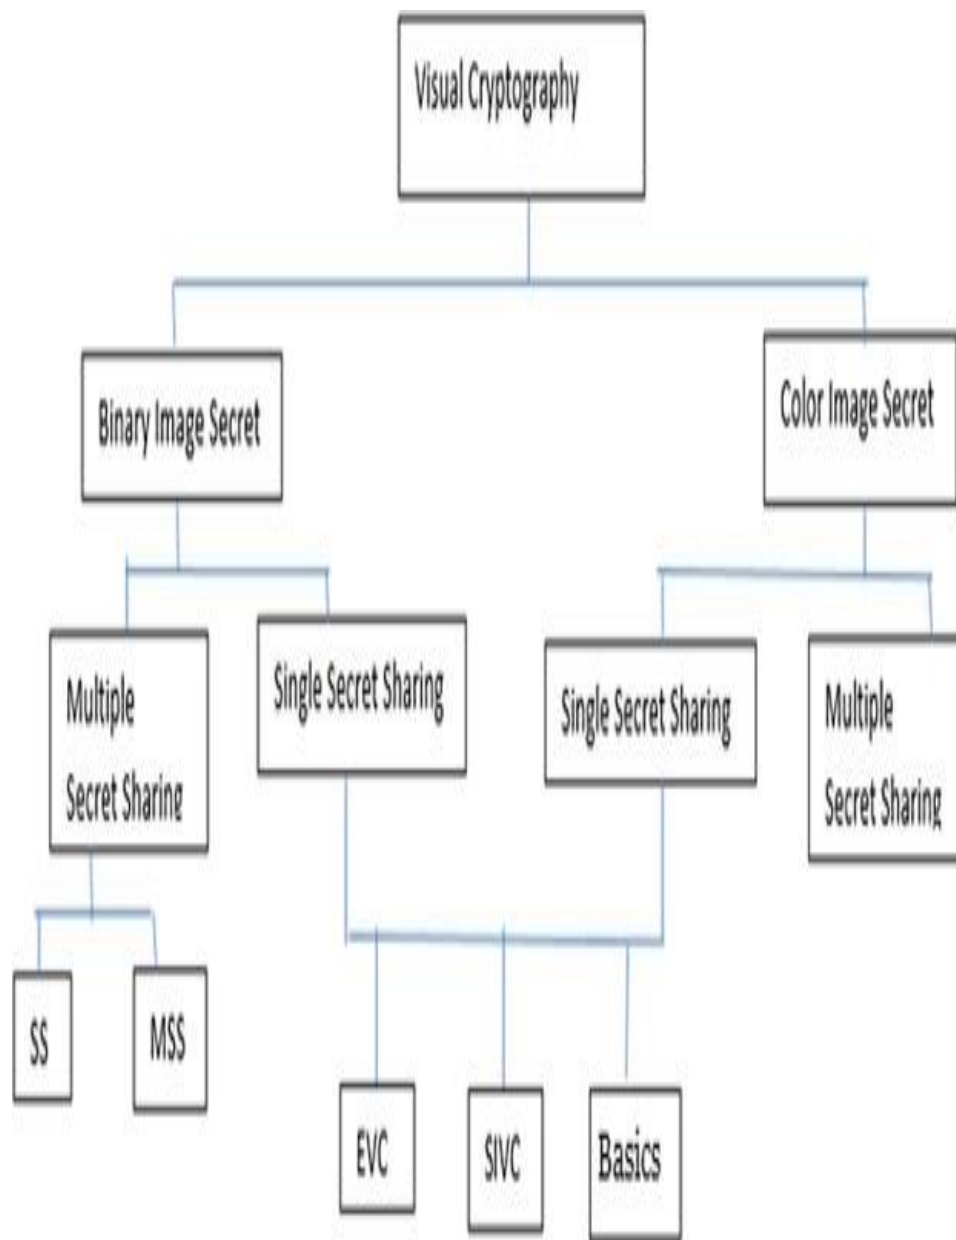 Visual Cryptography
Binary Image Secret
Color Image Secret
Multiple
Secret Sharing
Single Secret Sharing
Single Secret Sharing
Multiple
Secret Sharing
SS
MSS
EVC
SIVC
Basics